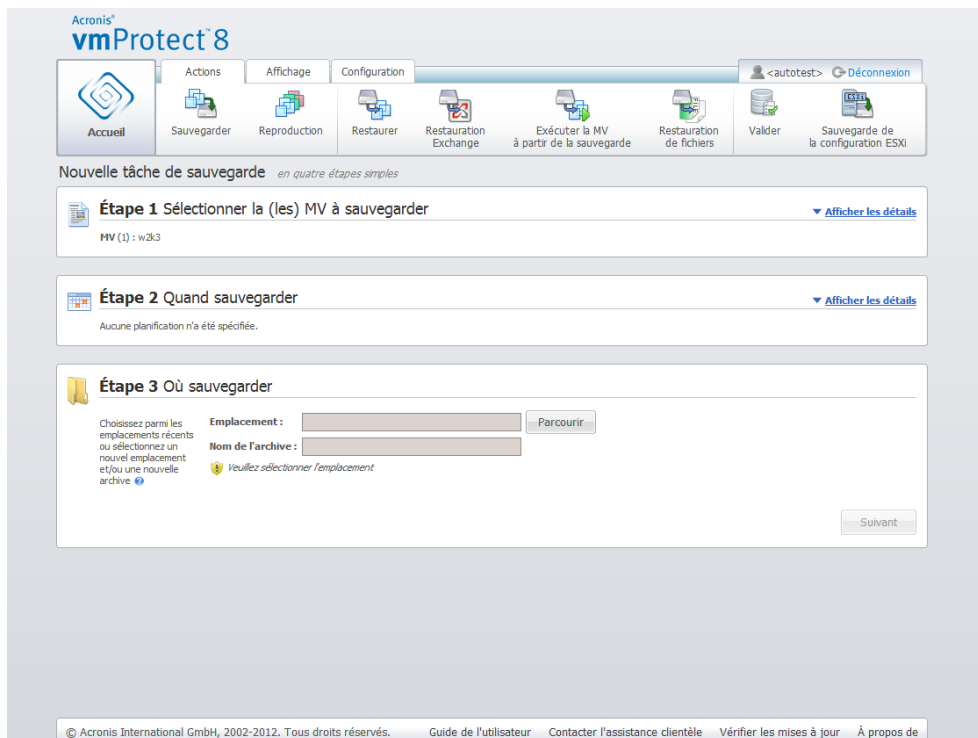 Acronis®
vmProtect™ 8
Actions Affichage Configuration
<autotest> Déconnexion
Accueil
Sauvegarder
Reproduction
Restaurer
Restauration
Exchange
Exécuter la MV
à partir de la sauvegarde
Restauration
de fichiers
Valider
ESXi
Sauvegarde de
la configuration ESXi
Nouvelle tâche de sauvegarde en quatre étapes simples
Étape 1 Sélectionner la (les) MV à sauvegarder
Afficher les détails
MV (1) : w2k3
Étape 2 Quand sauvegarder
Afficher les détails
Aucune planification n'a été spécifiée.
Étape 3 Où sauvegarder
Choisissez parmi les
emplacements récents
ou sélectionnez un
nouvel emplacement
et/ou une nouvelle
archive
Emplacement :
Parcourir
Nom de l'archive :
Veuillez sélectionner l'emplacement
Suivant
© Acronis International GmbH, 2002-2012. Tous droits réservés. Guide de l'utilisateur Contacter l'assistance clientèle Vérifier les mises à jour À propos de